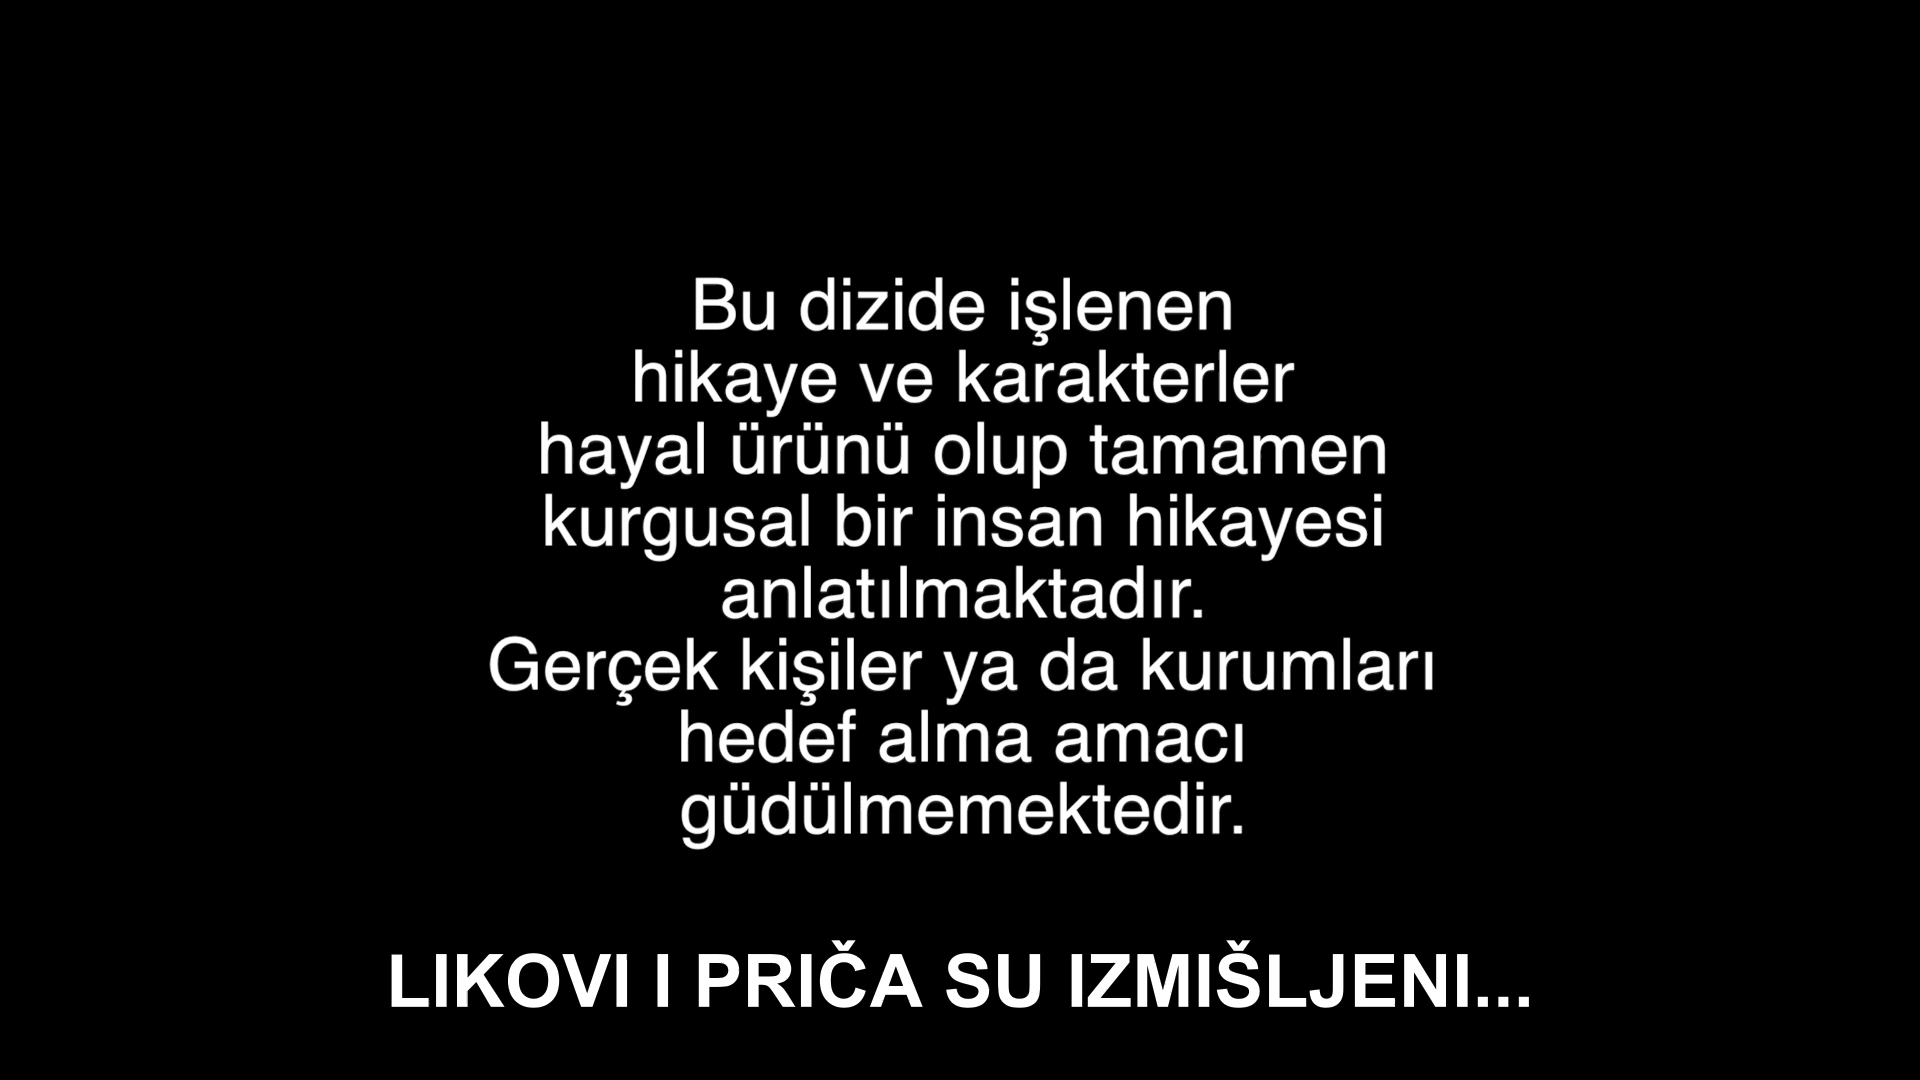 Bu dizide işlenen
hikaye ve karakterler
hayal ürünü olup tamamen
kurgusal bir insan hikayesi
anlatılmaktadır.
Gerçek kişiler ya da kurumları
hedef alma amacı
güdülmemektedir.
LIKOVI I PRIČA SU IZMIŠLJENI...